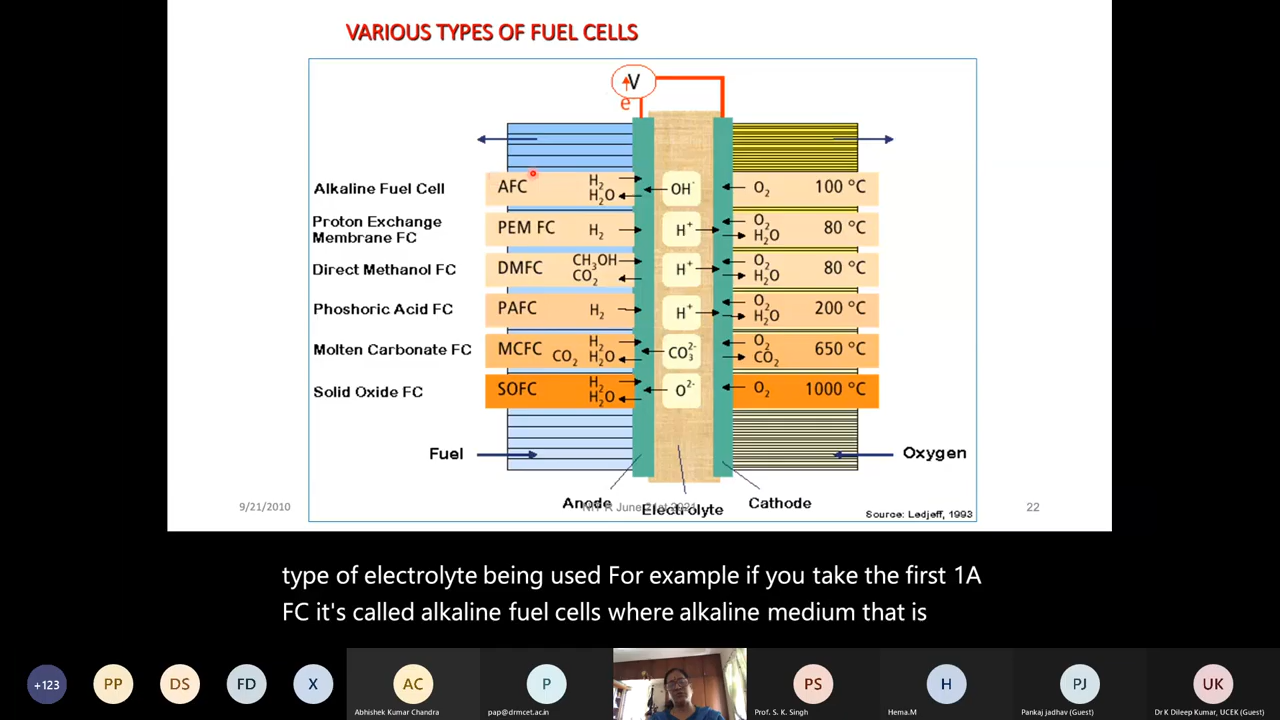 VARIOUS TYPES OF FUEL CELLS
V
e
Alkaline Fuel Cell AFC H2 H2O OH- O2 100 °C
Proton Exchange Membrane FC PEM FC H2 H+ O2 H2O 80 °C
Direct Methanol FC DMFC CH3OH CO2 H+ O2 H2O 80 °C
Phoshoric Acid FC PAFC H2 H+ O2 H2O 200 °C
Molten Carbonate FC MCFC CO2 H2 H2O CO3 2- O2 CO2 650 °C
Solid Oxide FC SOFC H2 H2O O2- O2 1000 °C
Fuel Oxygen
Anode Electrolyte Cathode
9/21/2010 22
Source: Ledjeff, 1993
type of electrolyte being used For example if you take the first 1A
FC it's called alkaline fuel cells where alkaline medium that is
+123 PP DS FD X AC P PS H PJ UK
Abhishek Kumar Chandra pap@drmcet.ac.in Prof. S. K. Singh Hema.M Pankaj jadhav (Guest) Dr K Dileep Kumar, UCEK (Guest)